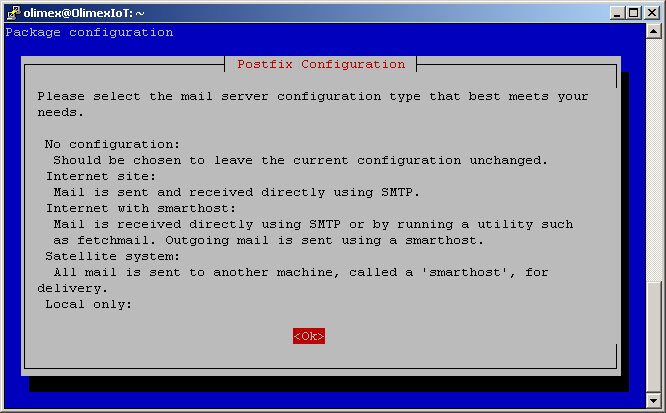 olimex@OlimexIoT: ~
Package configuration
Postfix Configuration
Please select the mail server configuration type that best meets your
needs.
No configuration:
Should be chosen to leave the current configuration unchanged.
Internet site:
Mail is sent and received directly using SMTP.
Internet with smarthost:
Mail is received directly using SMTP or by running a utility such
as fetchmail. Outgoing mail is sent using a smarthost.
Satellite system:
All mail is sent to another machine, called a 'smarthost', for
delivery.
Local only:
<Ok>